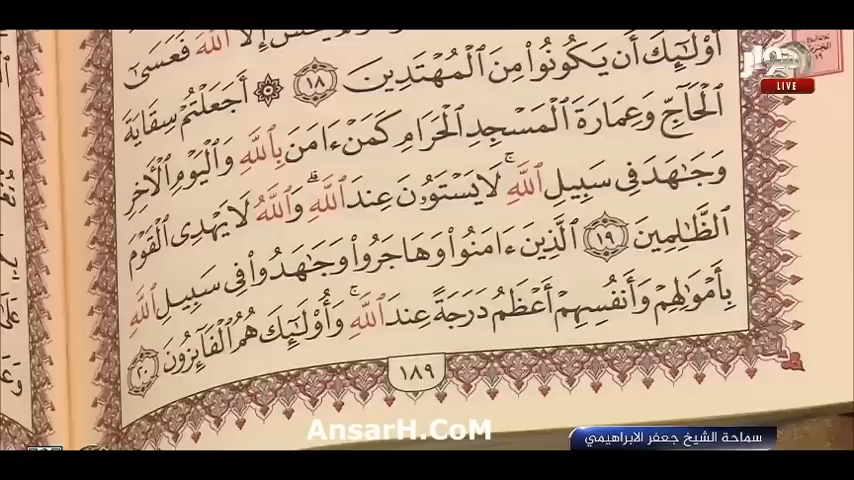 إِلَّا ٱللَّهَ فَعَسَىٰٓ
أُو۟لَٰٓئِكَ أَن يَكُونُوا۟ مِنَ ٱلْمُهْتَدِينَ ١٨ ۞ أَجَعَلْتُمْ سِقَايَةَ
ٱلْحَآجِّ وَعِمَارَةَ ٱلْمَسْجِدِ ٱلْحَرَامِ كَمَنْ ءَامَنَ بِٱللَّهِ وَٱلْيَوْمِ ٱلْأَخِرِ
وَجَٰهَدَ فِى سَبِيلِ ٱللَّهِ ۚ لَا يَسْتَوُۥنَ عِندَ ٱللَّهِ ۗ وَٱللَّهُ لَا يَهْدِى ٱلْقَوْمَ
ٱلظَّٰلِمِينَ ١٩ ٱلَّذِينَ ءَامَنُوا۟ وَهَاجَرُوا۟ وَجَٰهَدُوا۟ فِى سَبِيلِ ٱللَّهِ
بِأَمْوَٰلِهِمْ وَأَنفُسِهِمْ أَعْظَمُ دَرَجَةً عِندَ ٱللَّهِ ۚ وَأُو۟لَٰٓئِكَ هُمُ ٱلْفَآئِزُونَ ٢٠
١٨٩
LIVE
AnsarH.CoM
سماحة الشيخ جعفر الابراهيمي